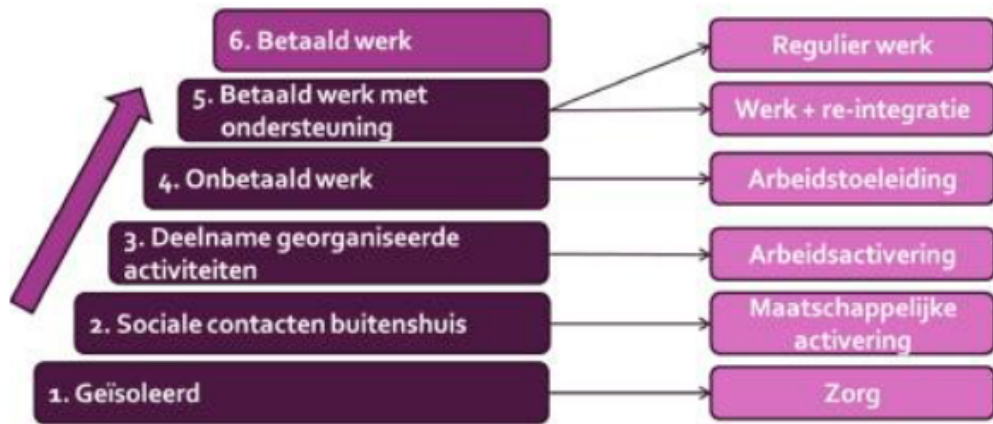 6. Betaald werk
Regulier werk
5. Betaald werk met
ondersteuning
Werk + re-integratie
4. Onbetaald werk
Arbeidstoeleiding
3. Deelname georganiseerde
activiteiten
Arbeidsactivering
2. Sociale contacten buitenshuis
Maatschappelijke
activering
1. Geïsoleerd
Zorg